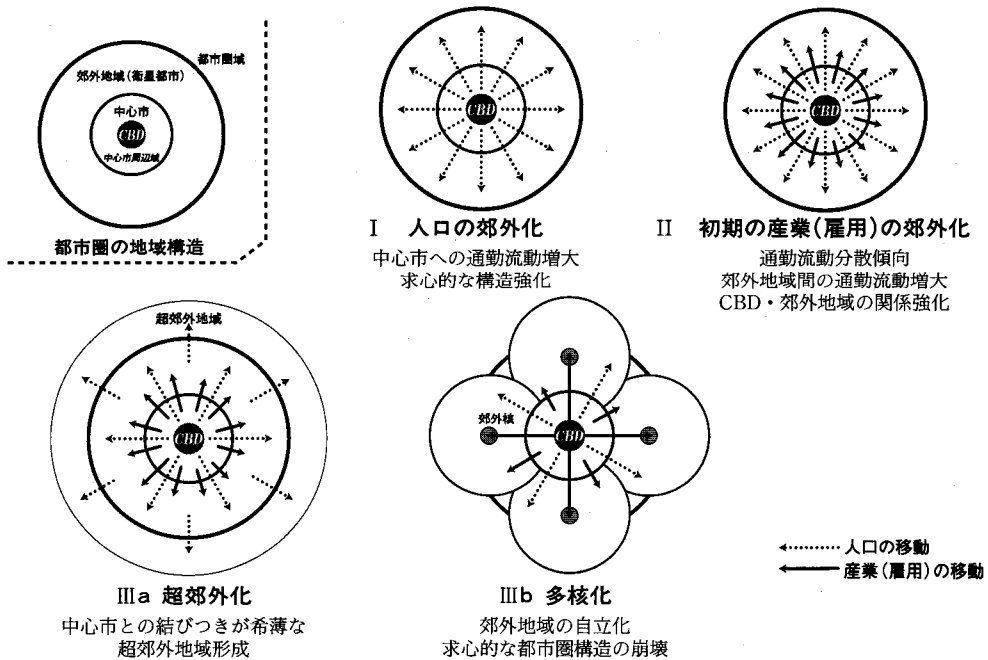 都市圏域
郊外地域(衛星都市)
中心市
CBD
中心市周辺域
都市圏の地域構造
CBD
I 人口の郊外化
中心市への通勤流動増大
求心的な構造強化
CBD
II 初期の産業(雇用)の郊外化
通勤流動分散傾向
郊外地域間の通勤流動増大
CBD・郊外地域の関係強化
超郊外地域
CBD
IIIa 超郊外化
中心市との結びつきが希薄な
超郊外地域形成
郊外核
CBD
IIIb 多核化
郊外地域の自立化
求心的な都市圏構造の崩壊
人口の移動
産業(雇用)の移動